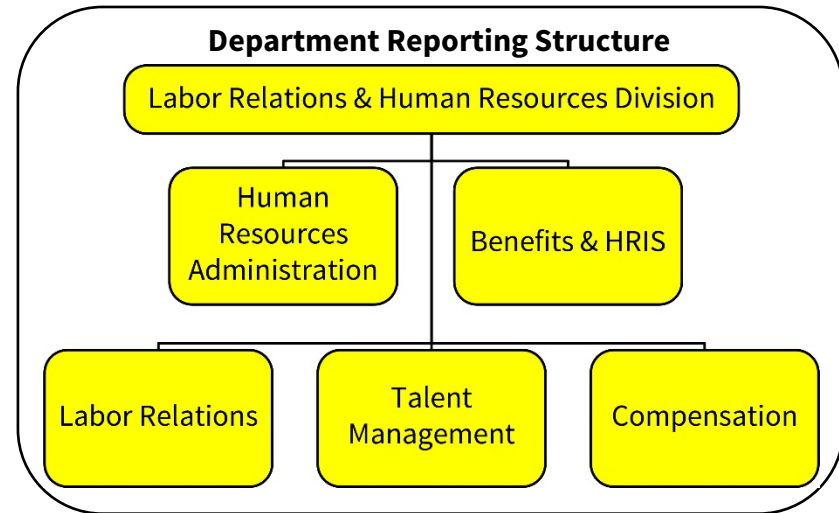 Department Reporting Structure
Labor Relations & Human Resources Division
Human
Resources
Administration
Benefits & HRIS
Labor Relations
Talent
Management
Compensation